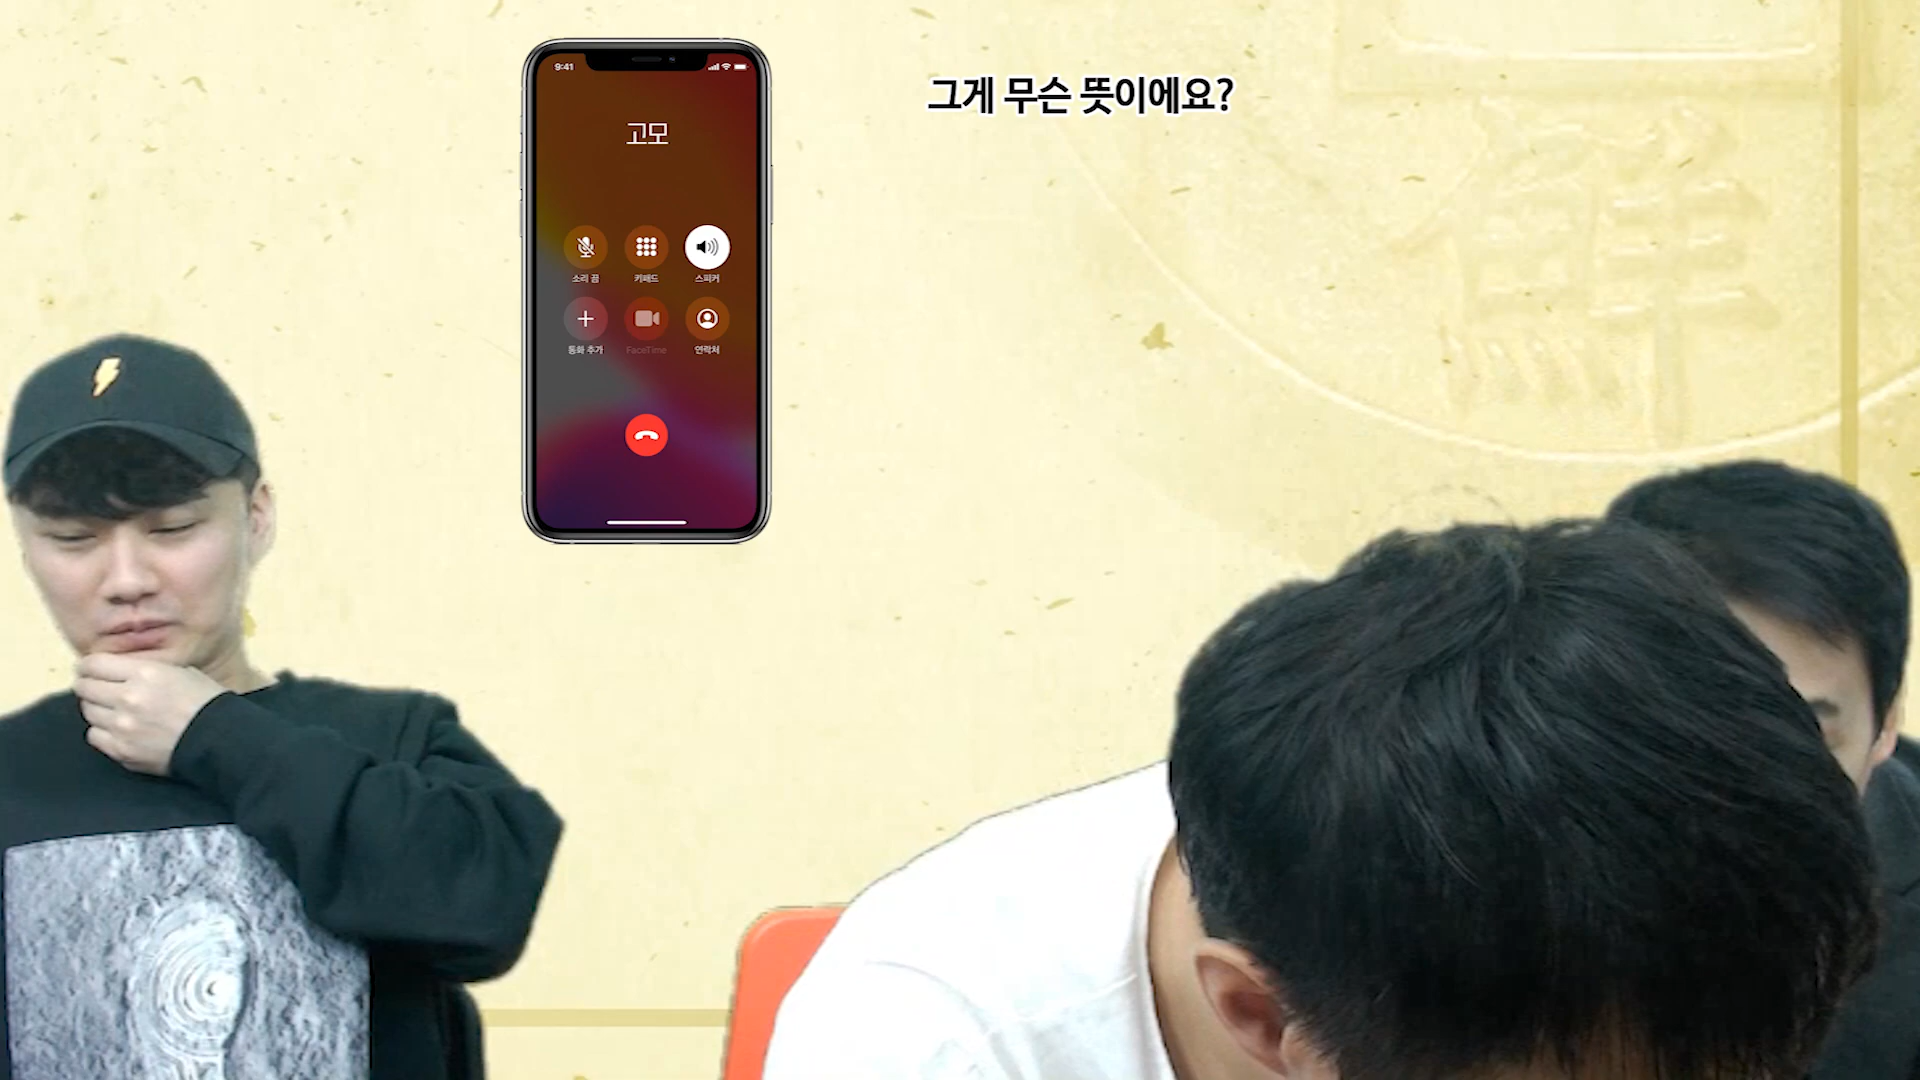 9:41
그게 무슨 뜻이에요?
고모
소리 끔 키패드 스피커
통화 추가 FaceTime 연락처